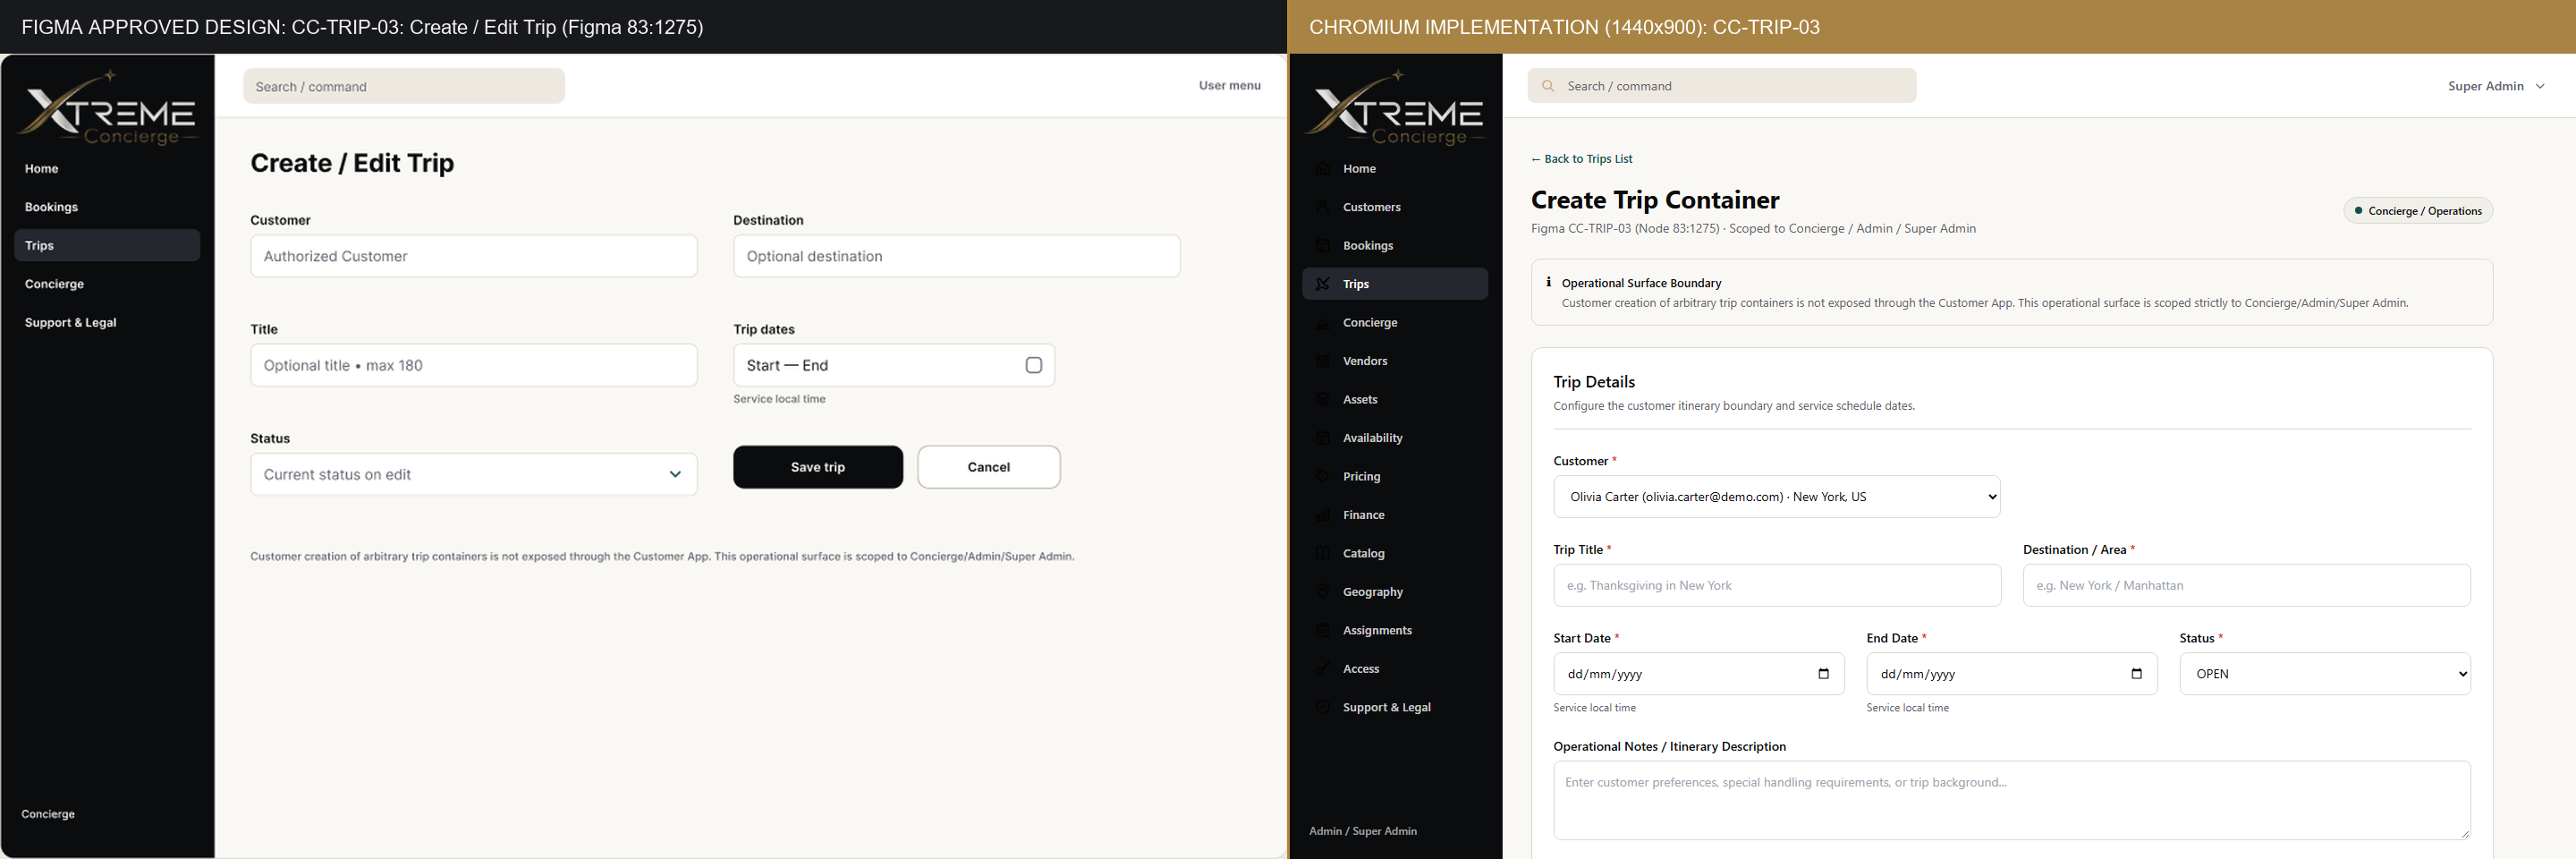 FIGMA APPROVED DESIGN: CC-TRIP-03: Create / Edit Trip (Figma 83:1275)
XTREME
Concierge
Home
Bookings
Trips
Concierge
Support & Legal
Concierge
Search / command
User menu
Create / Edit Trip
Customer
Authorized Customer
Destination
Optional destination
Title
Optional title • max 180
Trip dates
Start — End
Service local time
Status
Current status on edit
Save trip
Cancel
Customer creation of arbitrary trip containers is not exposed through the Customer App. This operational surface is scoped to Concierge/Admin/Super Admin.
CHROMIUM IMPLEMENTATION (1440x900): CC-TRIP-03
XTREME
Concierge
Home
Customers
Bookings
Trips
Concierge
Vendors
Assets
Availability
Pricing
Finance
Catalog
Geography
Assignments
Access
Support & Legal
Admin / Super Admin
Search / command
Super Admin
← Back to Trips List
Create Trip Container
Figma CC-TRIP-03 (Node 83:1275) · Scoped to Concierge / Admin / Super Admin
Concierge / Operations
Operational Surface Boundary
Customer creation of arbitrary trip containers is not exposed through the Customer App. This operational surface is scoped strictly to Concierge/Admin/Super Admin.
Trip Details
Configure the customer itinerary boundary and service schedule dates.
Customer *
Olivia Carter (olivia.carter@demo.com) · New York, US
Trip Title *
e.g. Thanksgiving in New York
Destination / Area *
e.g. New York / Manhattan
Start Date *
dd/mm/yyyy
Service local time
End Date *
dd/mm/yyyy
Service local time
Status *
OPEN
Operational Notes / Itinerary Description
Enter customer preferences, special handling requirements, or trip background...